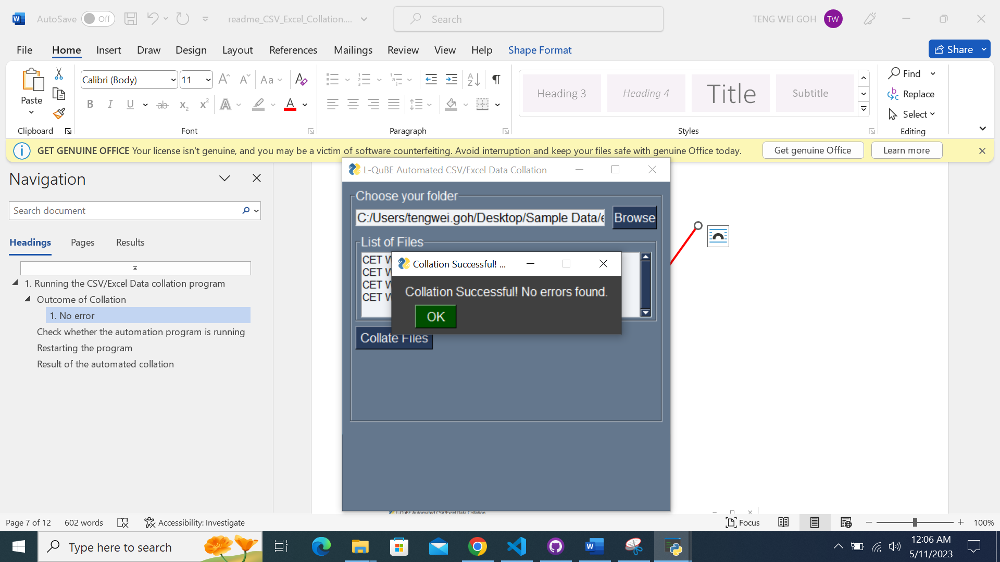 AutoSave Off readme_CSV_Excel_Collation.... Search TENG WEI GOH TW
File Home Insert Draw Design Layout References Mailings Review View Help Shape Format Share
Paste
Clipboard
Calibri (Body) 11
Font
Paragraph
Heading 3 Heading 4 Title Subtitle
Styles
Find
Replace
Select
Editing
GET GENUINE OFFICE Your license isn't genuine, and you may be a victim of software counterfeiting. Avoid interruption and keep your files safe with genuine Office today. Get genuine Office Learn more
Navigation
Search document
Headings Pages Results
1. Running the CSV/Excel Data collation program
Outcome of Collation
1. No error
Check whether the automation program is running
Restarting the program
Result of the automated collation
L-QuBE Automated CSV/Excel Data Collation
Choose your folder
C:/Users/tengwei.goh/Desktop/Sample Data/e Browse
List of Files
CET W
CET W
CET W
CET W
Collation Successful! ...
Collation Successful! No errors found.
OK
Collate Files
L-QuBE Automated CSV/Excel Data Collation
Page 7 of 12 602 words Accessibility: Investigate Focus 100%
Type here to search
12:06 AM
5/11/2023